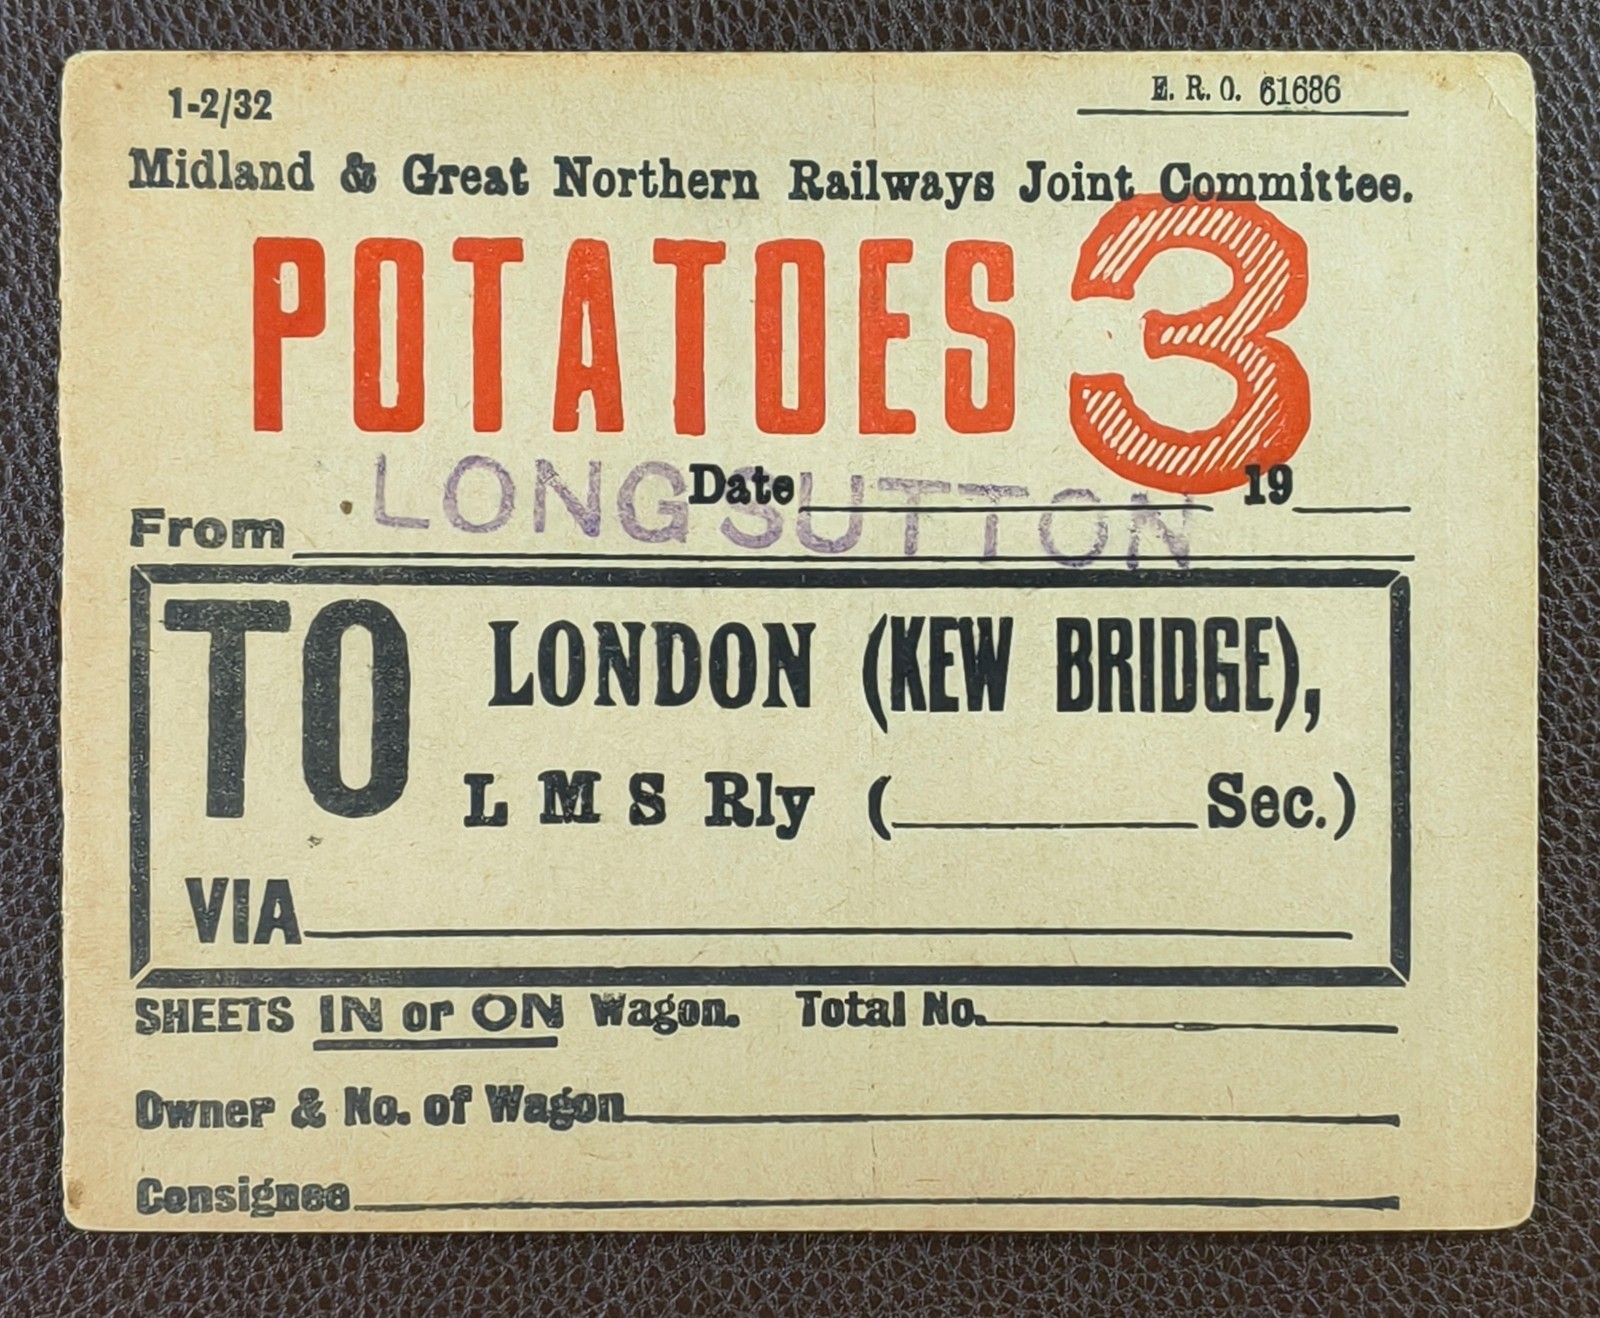 1-2/32
E. R. O. 61686
Midland & Great Northern Railways Joint Committee.
POTATOES 3
LONG SUTTON
Date 19
From
TO LONDON (KEW BRIDGE),
L M S Rly ( Sec.)
VIA
SHEETS IN or ON Wagon. Total No.
Owner & No. of Wagon
Consignee